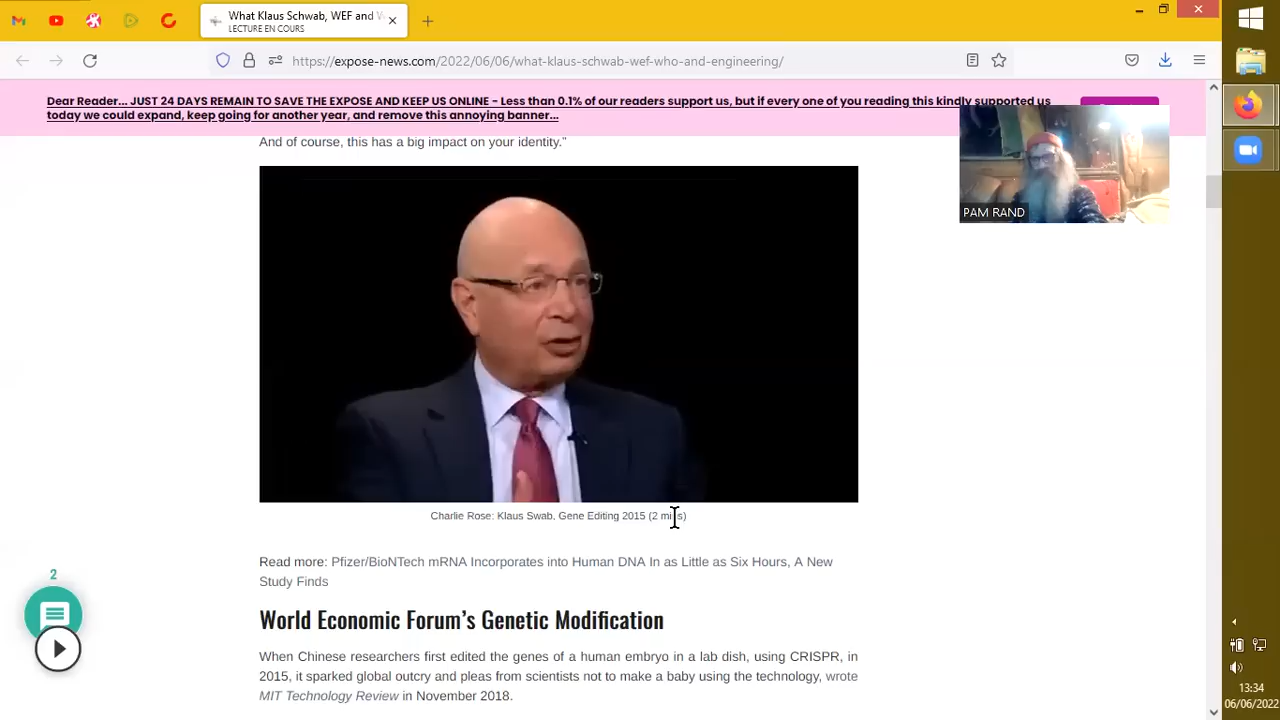 What Klaus Schwab, WEF and W
LECTURE EN COURS
https://expose-news.com/2022/06/06/what-klaus-schwab-wef-who-and-engineering/
Dear Reader... JUST 24 DAYS REMAIN TO SAVE THE EXPOSE AND KEEP US ONLINE - Less than 0.1% of our readers support us, but if every one of you reading this kindly supported us
today we could expand, keep going for another year, and remove this annoying banner...
And of course, this has a big impact on your identity.”
PAM RAND
Charlie Rose: Klaus Swab, Gene Editing 2015 (2 mins)
Read more: Pfizer/BioNTech mRNA Incorporates into Human DNA In as Little as Six Hours, A New
Study Finds
2
World Economic Forum’s Genetic Modification
When Chinese researchers first edited the genes of a human embryo in a lab dish, using CRISPR, in
2015, it sparked global outcry and pleas from scientists not to make a baby using the technology, wrote
MIT Technology Review in November 2018.
13:34
06/06/2022